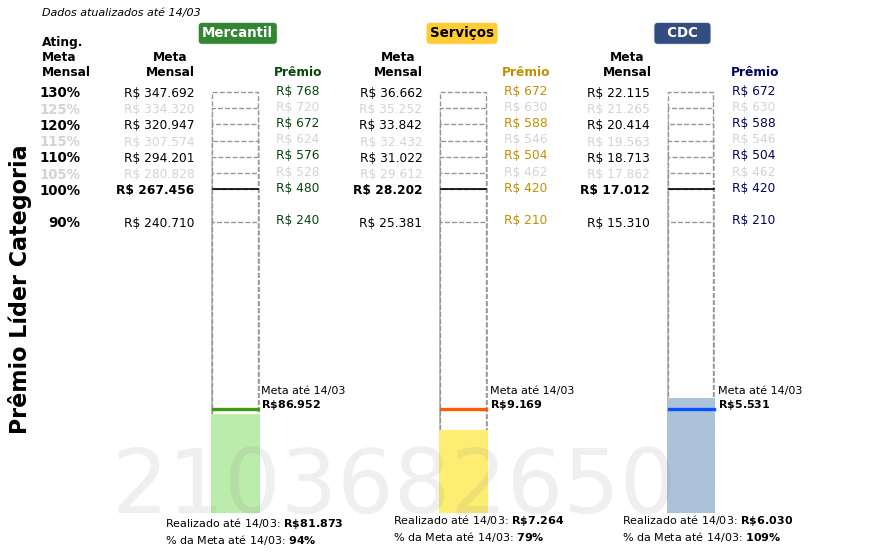 Dados atualizados até 14/03
Mercantil Serviços CDC
Ating. Meta Mensal
Meta Mensal Prêmio Meta Mensal Prêmio Meta Mensal Prêmio
130% R$ 347.692 R$ 768 R$ 36.662 R$ 672 R$ 22.115 R$ 672
125% R$ 334.320 R$ 720 R$ 35.252 R$ 630 R$ 21.265 R$ 630
120% R$ 320.947 R$ 672 R$ 33.842 R$ 588 R$ 20.414 R$ 588
115% R$ 307.574 R$ 624 R$ 32.432 R$ 546 R$ 19.563 R$ 546
110% R$ 294.201 R$ 576 R$ 31.022 R$ 504 R$ 18.713 R$ 504
105% R$ 280.828 R$ 528 R$ 29.612 R$ 462 R$ 17.862 R$ 462
100% R$ 267.456 R$ 480 R$ 28.202 R$ 420 R$ 17.012 R$ 420
90% R$ 240.710 R$ 240 R$ 25.381 R$ 210 R$ 15.310 R$ 210
Prêmio Líder Categoria
Meta até 14/03 Meta até 14/03 Meta até 14/03
R$86.952 R$9.169 R$5.531
2103682650
Realizado até 14/03: R$81.873 Realizado até 14/03: R$7.264 Realizado até 14/03: R$6.030
% da Meta até 14/03: 94% % da Meta até 14/03: 79% % da Meta até 14/03: 109%